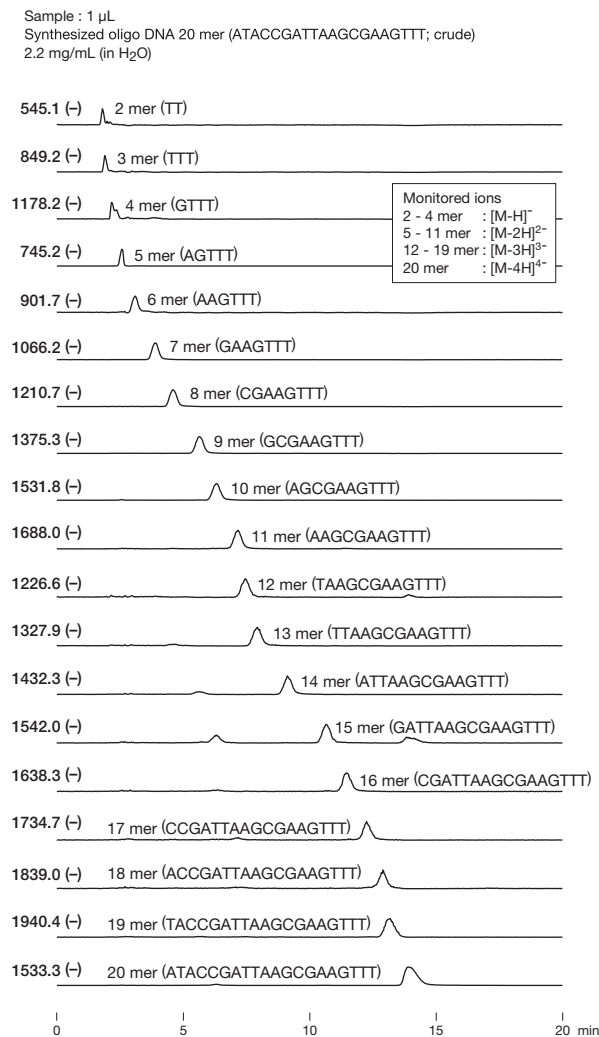 Sample : 1 µL
Synthesized oligo DNA 20 mer (ATACCGATTAAGCGAAGTTT; crude)
2.2 mg/mL (in H₂O)
545.1 (–) 2 mer (TT)
849.2 (–) 3 mer (TTT)
Monitored ions
2 - 4 mer : [M-H]⁻
5 - 11 mer : [M-2H]²⁻
12 - 19 mer : [M-3H]³⁻
20 mer : [M-4H]⁴⁻
1178.2 (–) 4 mer (GTTT)
745.2 (–) 5 mer (AGTTT)
901.7 (–) 6 mer (AAGTTT)
1066.2 (–) 7 mer (GAAGTTT)
1210.7 (–) 8 mer (CGAAGTTT)
1375.3 (–) 9 mer (GCGAAGTTT)
1531.8 (–) 10 mer (AGCGAAGTTT)
1688.0 (–) 11 mer (AAGCGAAGTTT)
1226.6 (–) 12 mer (TAAGCGAAGTTT)
1327.9 (–) 13 mer (TTAAGCGAAGTTT)
1432.3 (–) 14 mer (ATTAAGCGAAGTTT)
1542.0 (–) 15 mer (GATTAAGCGAAGTTT)
1638.3 (–) 16 mer (CGATTAAGCGAAGTTT)
1734.7 (–) 17 mer (CCGATTAAGCGAAGTTT)
1839.0 (–) 18 mer (ACCGATTAAGCGAAGTTT)
1940.4 (–) 19 mer (TACCGATTAAGCGAAGTTT)
1533.3 (–) 20 mer (ATACCGATTAAGCGAAGTTT)
0 5 10 15 20 min